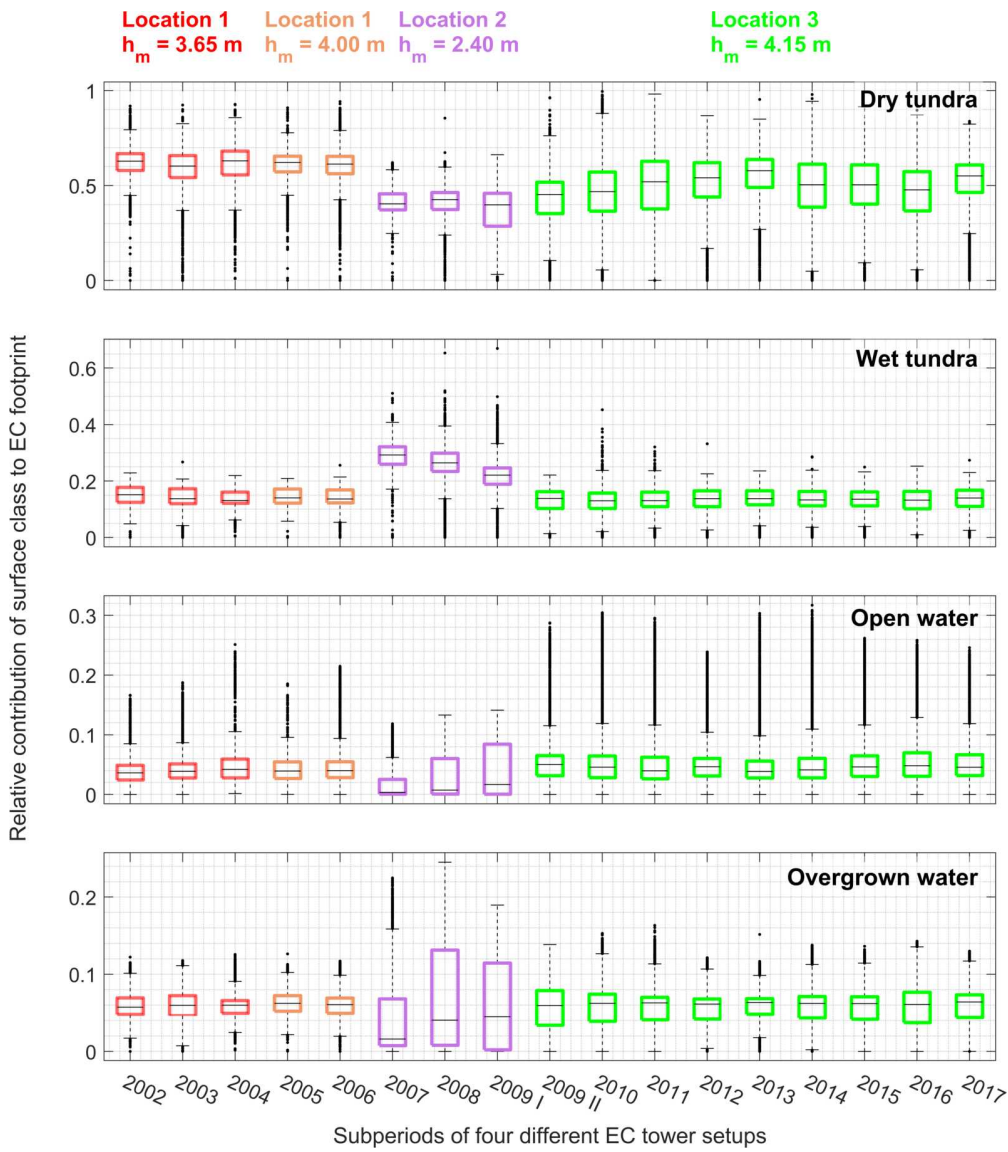 Location 1 Location 1 Location 2 Location 3
h_m = 3.65 m h_m = 4.00 m h_m = 2.40 m h_m = 4.15 m
Relative contribution of surface class to EC footprint
Dry tundra
1
0.5
0
Wet tundra
0.6
0.4
0.2
0
Open water
0.3
0.2
0.1
0
Overgrown water
0.2
0.1
0
2002 2003 2004 2005 2006 2007 2008 2009 I 2009 II 2010 2011 2012 2013 2014 2015 2016 2017
Subperiods of four different EC tower setups